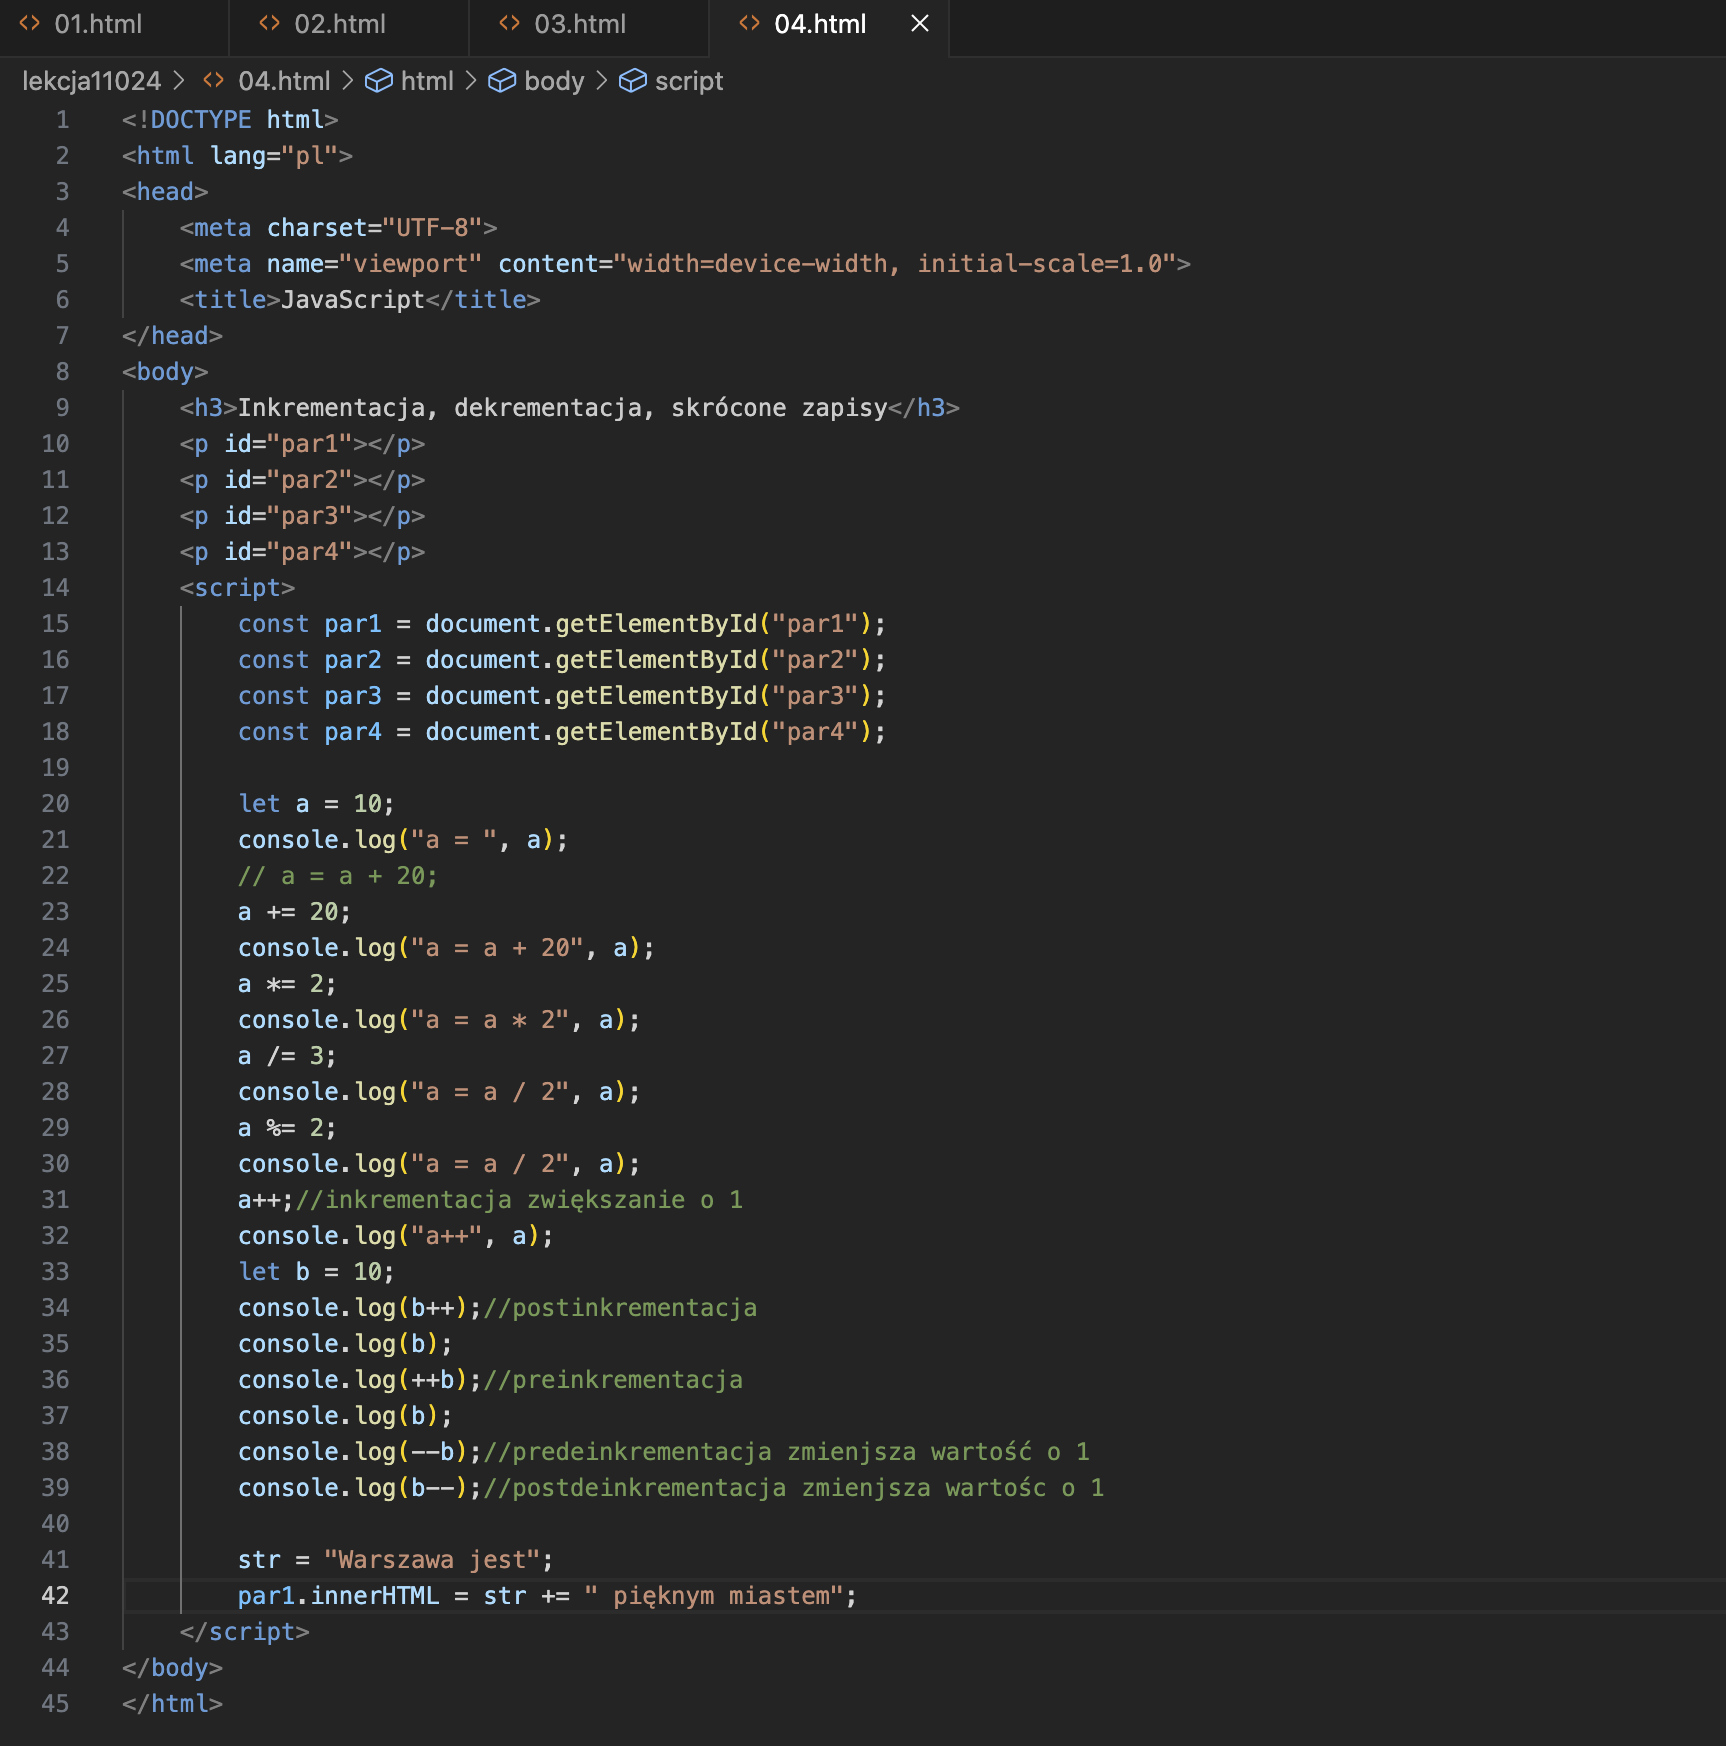 01.html 02.html 03.html 04.html
lekcja11024 > 04.html > html > body > script
1 <!DOCTYPE html>
2 <html lang="pl">
3 <head>
4     <meta charset="UTF-8">
5     <meta name="viewport" content="width=device-width, initial-scale=1.0">
6     <title>JavaScript</title>
7 </head>
8 <body>
9     <h3>Inkrementacja, dekrementacja, skrócone zapisy</h3>
10     <p id="par1"></p>
11     <p id="par2"></p>
12     <p id="par3"></p>
13     <p id="par4"></p>
14     <script>
15         const par1 = document.getElementById("par1");
16         const par2 = document.getElementById("par2");
17         const par3 = document.getElementById("par3");
18         const par4 = document.getElementById("par4");
19
20         let a = 10;
21         console.log("a = ", a);
22         // a = a + 20;
23         a += 20;
24         console.log("a = a + 20", a);
25         a *= 2;
26         console.log("a = a * 2", a);
27         a /= 3;
28         console.log("a = a / 2", a);
29         a %= 2;
30         console.log("a = a / 2", a);
31         a++;//inkrementacja zwiększanie o 1
32         console.log("a++", a);
33         let b = 10;
34         console.log(b++);//postinkrementacja
35         console.log(b);
36         console.log(++b);//preinkrementacja
37         console.log(b);
38         console.log(--b);//predeinkrementacja zmienjsza wartość o 1
39         console.log(b--);//postdeinkrementacja zmienjsza wartośc o 1
40
41         str = "Warszawa jest";
42         par1.innerHTML = str += " pięknym miastem";
43     </script>
44 </body>
45 </html>